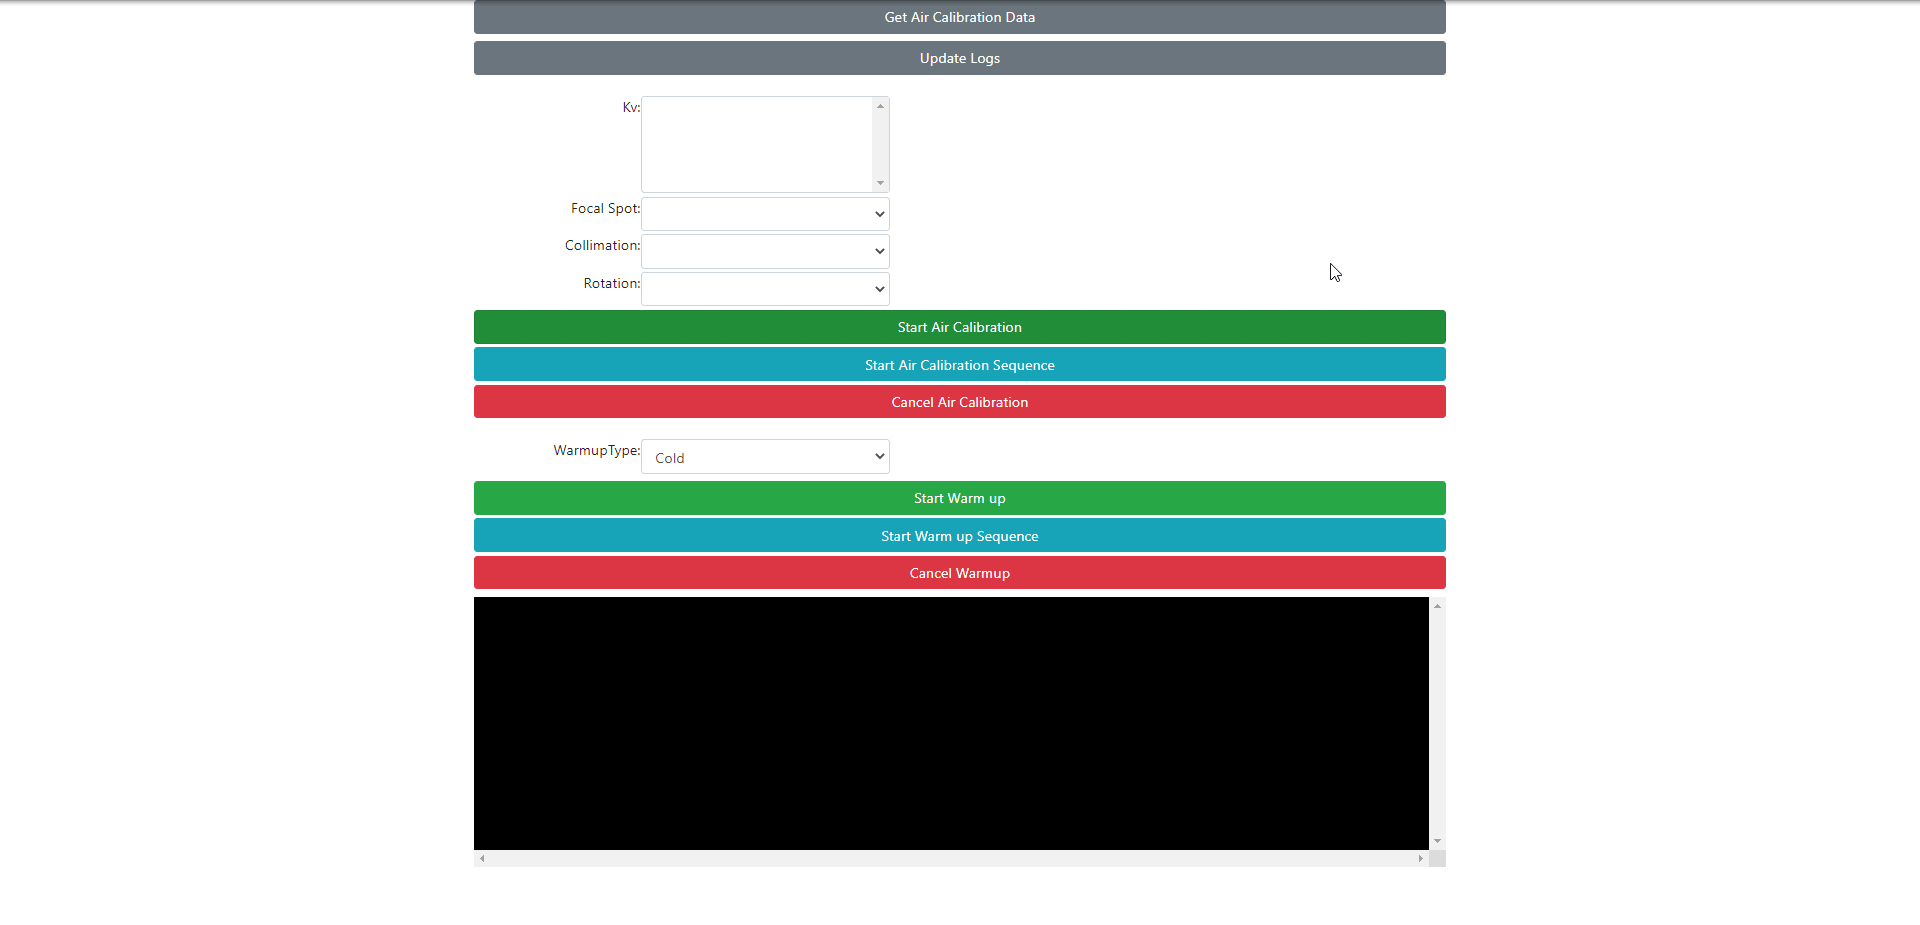 Get Air Calibration Data
Update Logs
Kv:
Focal Spot:
Collimation:
Rotation:
Start Air Calibration
Start Air Calibration Sequence
Cancel Air Calibration
WarmupType: Cold
Start Warm up
Start Warm up Sequence
Cancel Warmup